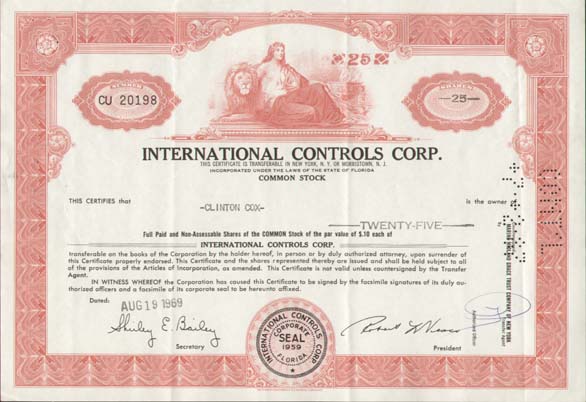 25
NUMBER
CU 20198
SHARES
—25—
INTERNATIONAL CONTROLS CORP.
THIS CERTIFICATE IS TRANSFERABLE IN NEW YORK, N. Y. OR MORRISTOWN, N. J.
INCORPORATED UNDER THE LAWS OF THE STATE OF FLORIDA
COMMON STOCK
THIS CERTIFIES that
-CLINTON COX-
is the owner of
TWENTY-FIVE
Full Paid and Non-Assessable Shares of the COMMON STOCK of the par value of $.10 each of
INTERNATIONAL CONTROLS CORP.
transferable on the books of the Corporation by the holder hereof, in person or by duly authorized attorney, upon surrender of
this Certificate properly endorsed. This Certificate and the shares represented thereby are issued and shall be held subject to all
of the provisions of the Articles of Incorporation, as amended. This Certificate is not valid unless countersigned by the Transfer
Agent.
IN WITNESS WHEREOF the Corporation has caused this Certificate to be signed by the facsimile signatures of its duly au-
thorized officers and a facsimile of its corporate seal to be hereunto affixed.
Dated: AUG 19 1969
Shirley E. Bailey
Secretary
INTERNATIONAL CONTROLS CORP
CORPORATE
SEAL
1959
FLORIDA
President
TRUST COMPANY OF NEW YORK